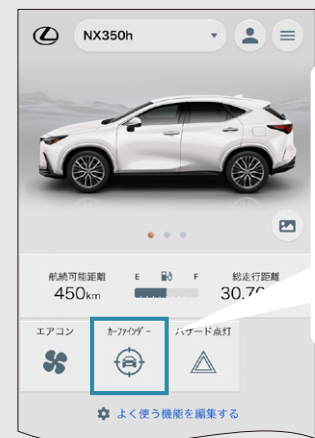 NX350h
航続可能距離 E F 総走行距離
450km
エアコン カーファインダー ハザード点灯
よく使う機能を編集する